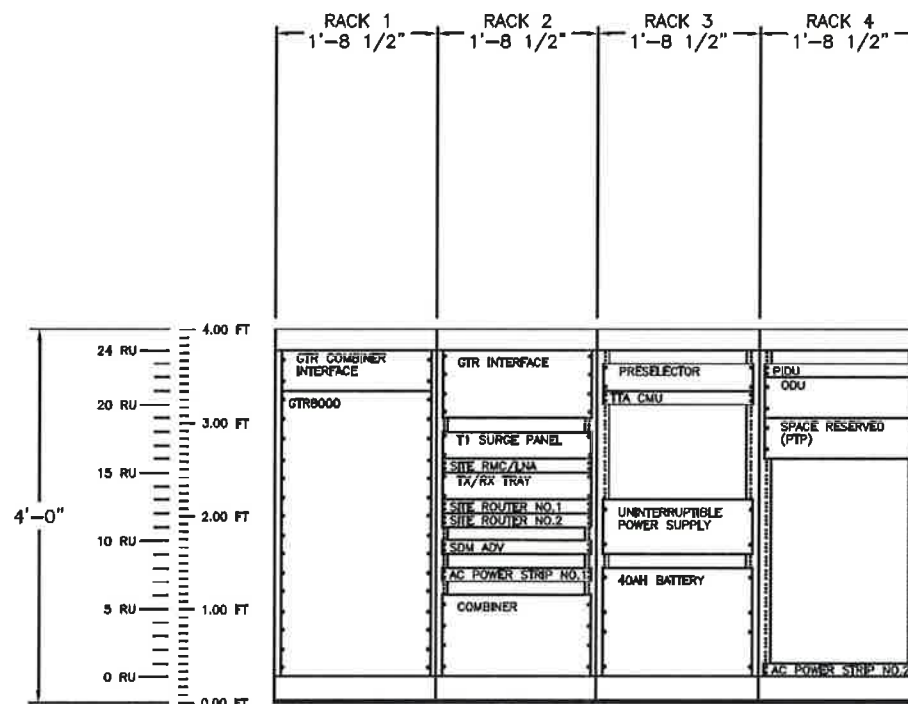 RACK 1
1'-8 1/2"
RACK 2
1'-8 1/2"
RACK 3
1'-8 1/2"
RACK 4
1'-8 1/2"
4'-0"
24 RU
20 RU
15 RU
10 RU
5 RU
0 RU
4.00 FT
3.00 FT
2.00 FT
1.00 FT
0.00 FT
GTR COMBINER
INTERFACE
GTR8000
GTR INTERFACE
T1 SURGE PANEL
SITE RMC/LNA
TX/RX TRAY
SITE ROUTER NO.1
SITE ROUTER NO.2
SDM ADV
AC POWER STRIP NO.1
COMBINER
PRESELECTOR
TTA CMU
UNINTERRUPTIBLE
POWER SUPPLY
40AH BATTERY
PIDU
ODU
SPACE RESERVED
(PTP)
AC POWER STRIP NO.2